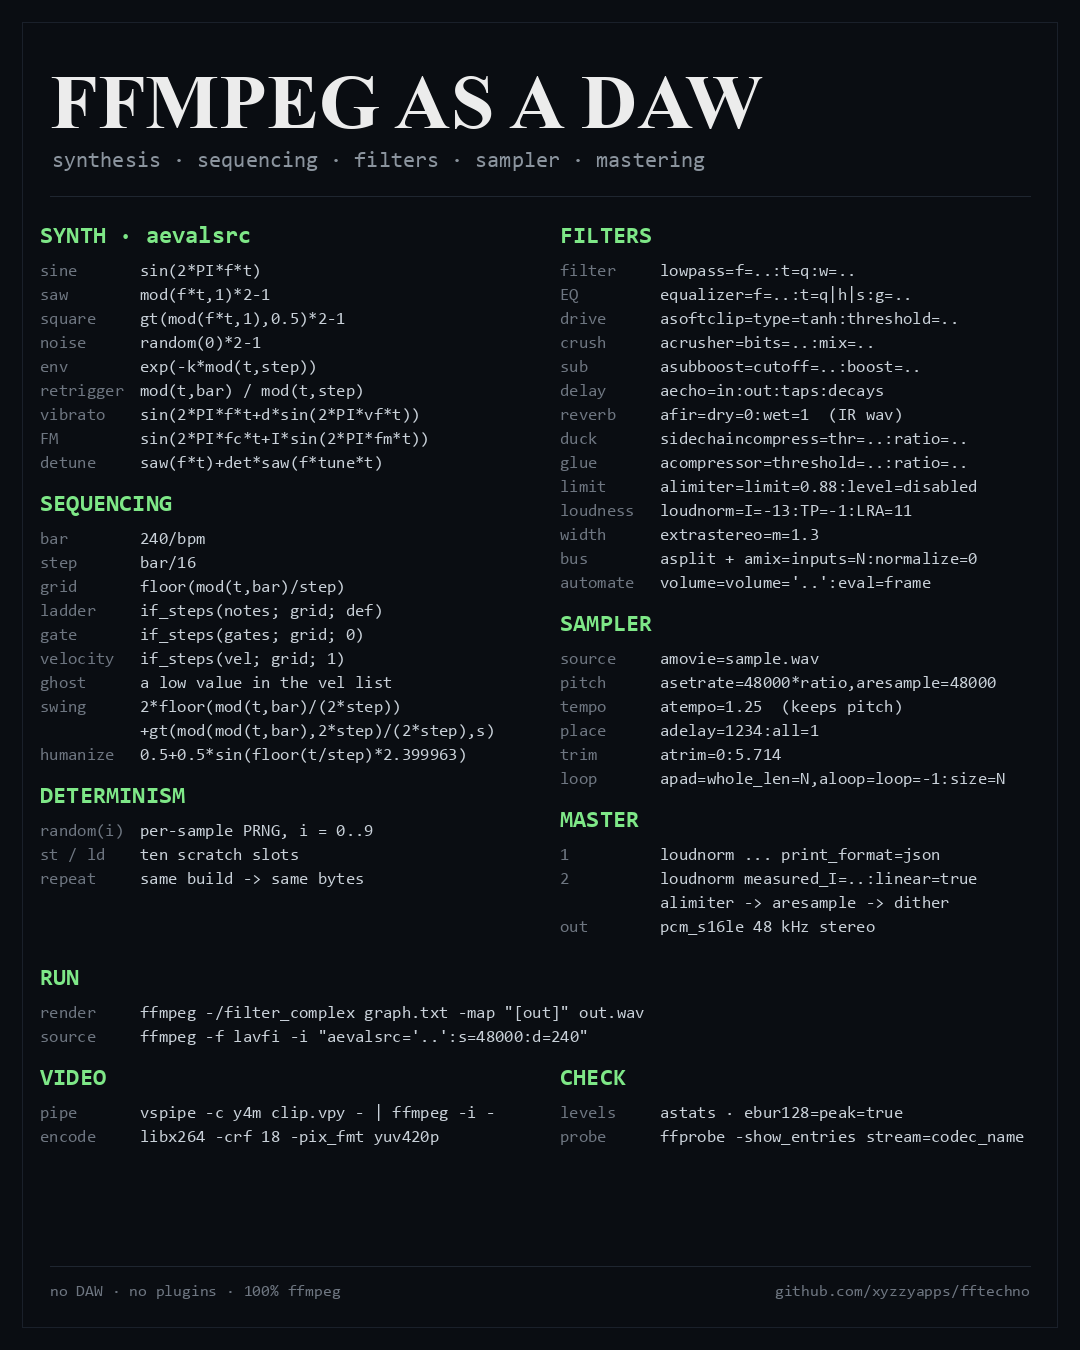 FFMPEG AS A DAW
synthesis · sequencing · filters · sampler · mastering
SYNTH · aevalsrc
sine sin(2*PI*f*t)
saw mod(f*t,1)*2-1
square gt(mod(f*t,1),0.5)*2-1
noise random(0)*2-1
env exp(-k*mod(t,step))
retrigger mod(t,bar) / mod(t,step)
vibrato sin(2*PI*f*t+d*sin(2*PI*vf*t))
FM sin(2*PI*fc*t+I*sin(2*PI*fm*t))
detune saw(f*t)+det*saw(f*tune*t)
SEQUENCING
bar 240/bpm
step bar/16
grid floor(mod(t,bar)/step)
ladder if_steps(notes; grid; def)
gate if_steps(gates; grid; 0)
velocity if_steps(vel; grid; 1)
ghost a low value in the vel list
swing 2*floor(mod(t,bar)/(2*step))
+gt(mod(mod(t,bar),2*step)/(2*step),s)
humanize 0.5+0.5*sin(floor(t/step)*2.399963)
DETERMINISM
random(i) per-sample PRNG, i = 0..9
st / ld ten scratch slots
repeat same build -> same bytes
FILTERS
filter lowpass=f=..:t=q:w=..
EQ equalizer=f=..:t=q|h|s:g=..
drive asoftclip=type=tanh:threshold=..
crush acrusher=bits=..:mix=..
sub asubboost=cutoff=..:boost=..
delay aecho=in:out:taps:decays
reverb afir=dry=0:wet=1 (IR wav)
duck sidechaincompress=thr=..:ratio=..
glue acompressor=threshold=..:ratio=..
limit alimiter=limit=0.88:level=disabled
loudness loudnorm=I=-13:TP=-1:LRA=11
width extrastereo=m=1.3
bus asplit + amix=inputs=N:normalize=0
automate volume=volume='..':eval=frame
SAMPLER
source amovie=sample.wav
pitch asetrate=48000*ratio,aresample=48000
tempo atempo=1.25 (keeps pitch)
place adelay=1234:all=1
trim atrim=0:5.714
loop apad=whole_len=N,aloop=loop=-1:size=N
MASTER
1 loudnorm ... print_format=json
2 loudnorm measured_I=..:linear=true
alimiter -> aresample -> dither
out pcm_s16le 48 kHz stereo
RUN
render ffmpeg -/filter_complex graph.txt -map "[out]" out.wav
source ffmpeg -f lavfi -i "aevalsrc='..':s=48000:d=240"
VIDEO
pipe vspipe -c y4m clip.vpy - | ffmpeg -i -
encode libx264 -crf 18 -pix_fmt yuv420p
CHECK
levels astats · ebur128=peak=true
probe ffprobe -show_entries stream=codec_name
no DAW · no plugins · 100% ffmpeg
github.com/xyzzyapps/fftechno